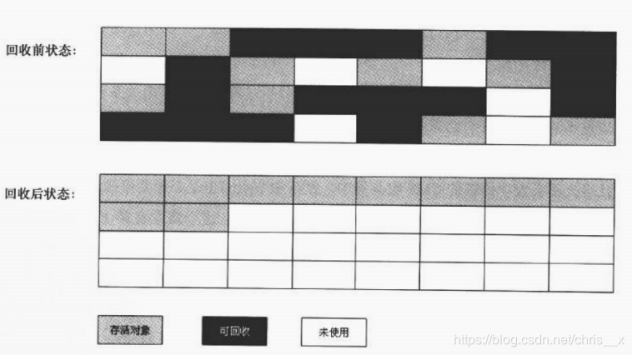 回收前状态:
回收后状态:
存活对象
可回收
未使用
https://blog.csdn.net/chris__x